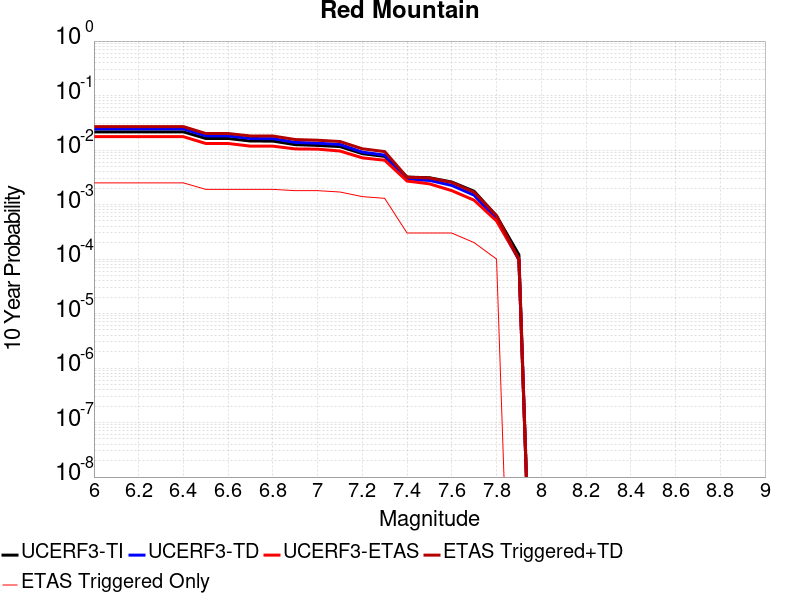 Red Mountain
10^0
10^-1
10^-2
10^-3
10^-4
10^-5
10^-6
10^-7
10^-8
10 Year Probability
6 6.2 6.4 6.6 6.8 7 7.2 7.4 7.6 7.8 8 8.2 8.4 8.6 8.8 9
Magnitude
UCERF3-TI UCERF3-TD UCERF3-ETAS ETAS Triggered+TD
ETAS Triggered Only